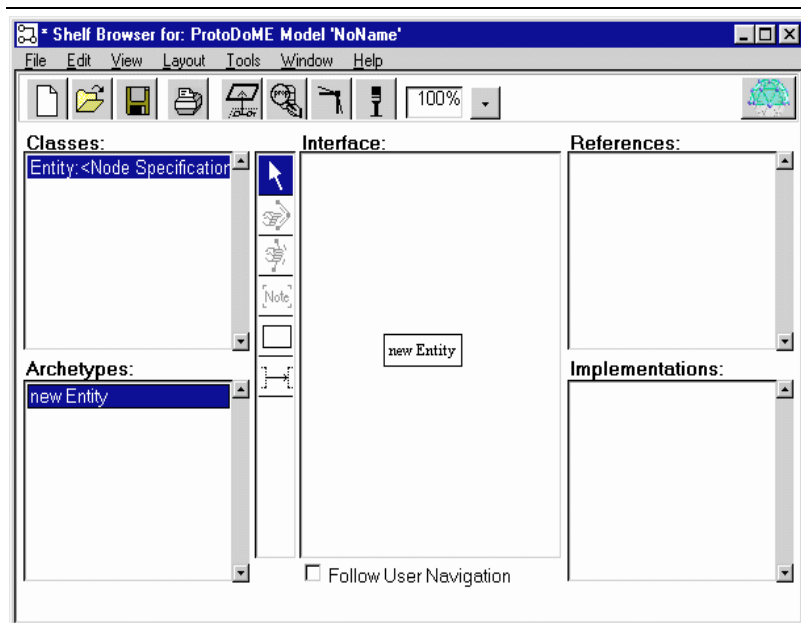 * Shelf Browser for: ProtoDoME Model 'NoName'
File Edit View Layout Tools Window Help
100%
Classes:
Entity:<Node Specification
Interface:
References:
[Note]
new Entity
Archetypes:
new Entity
Implementations:
Follow User Navigation